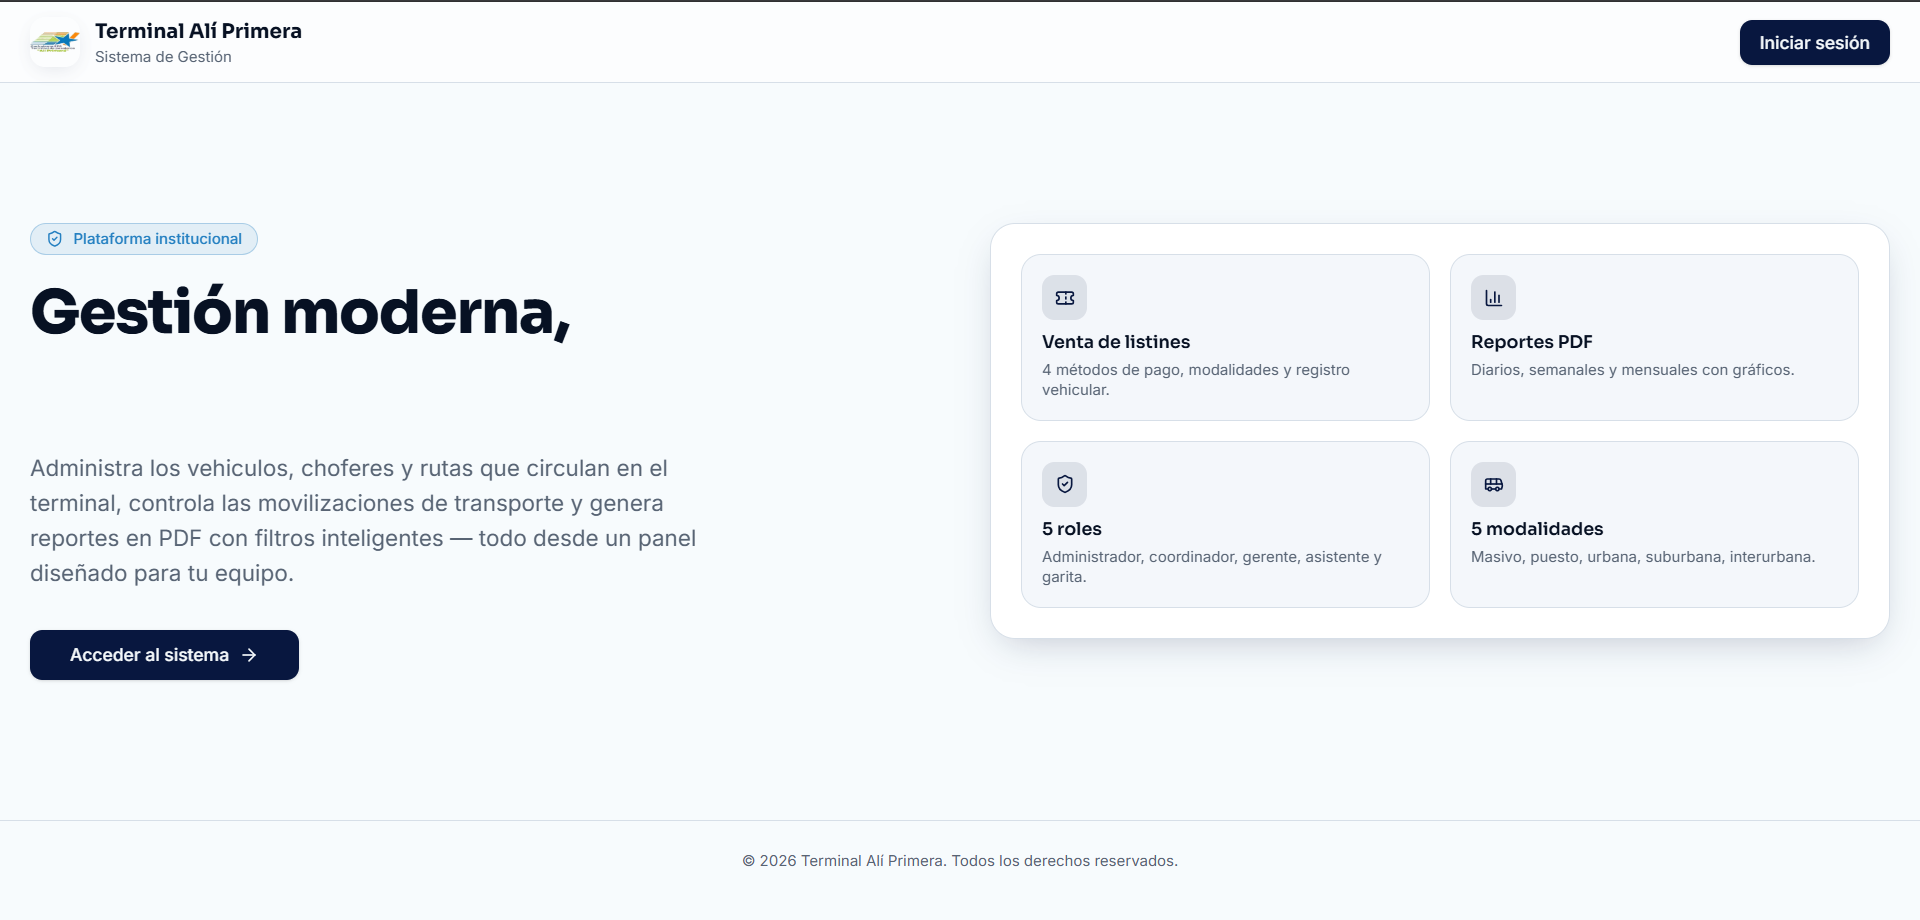 Terminal Alí Primera
Sistema de Gestión
Iniciar sesión
Plataforma institucional
Gestión moderna,
Administra los vehiculos, choferes y rutas que circulan en el
terminal, controla las movilizaciones de transporte y genera
reportes en PDF con filtros inteligentes — todo desde un panel
diseñado para tu equipo.
Acceder al sistema
Venta de listines
4 métodos de pago, modalidades y registro
vehicular.
Reportes PDF
Diarios, semanales y mensuales con gráficos.
5 roles
Administrador, coordinador, gerente, asistente y
garita.
5 modalidades
Masivo, puesto, urbana, suburbana, interurbana.
© 2026 Terminal Alí Primera. Todos los derechos reservados.